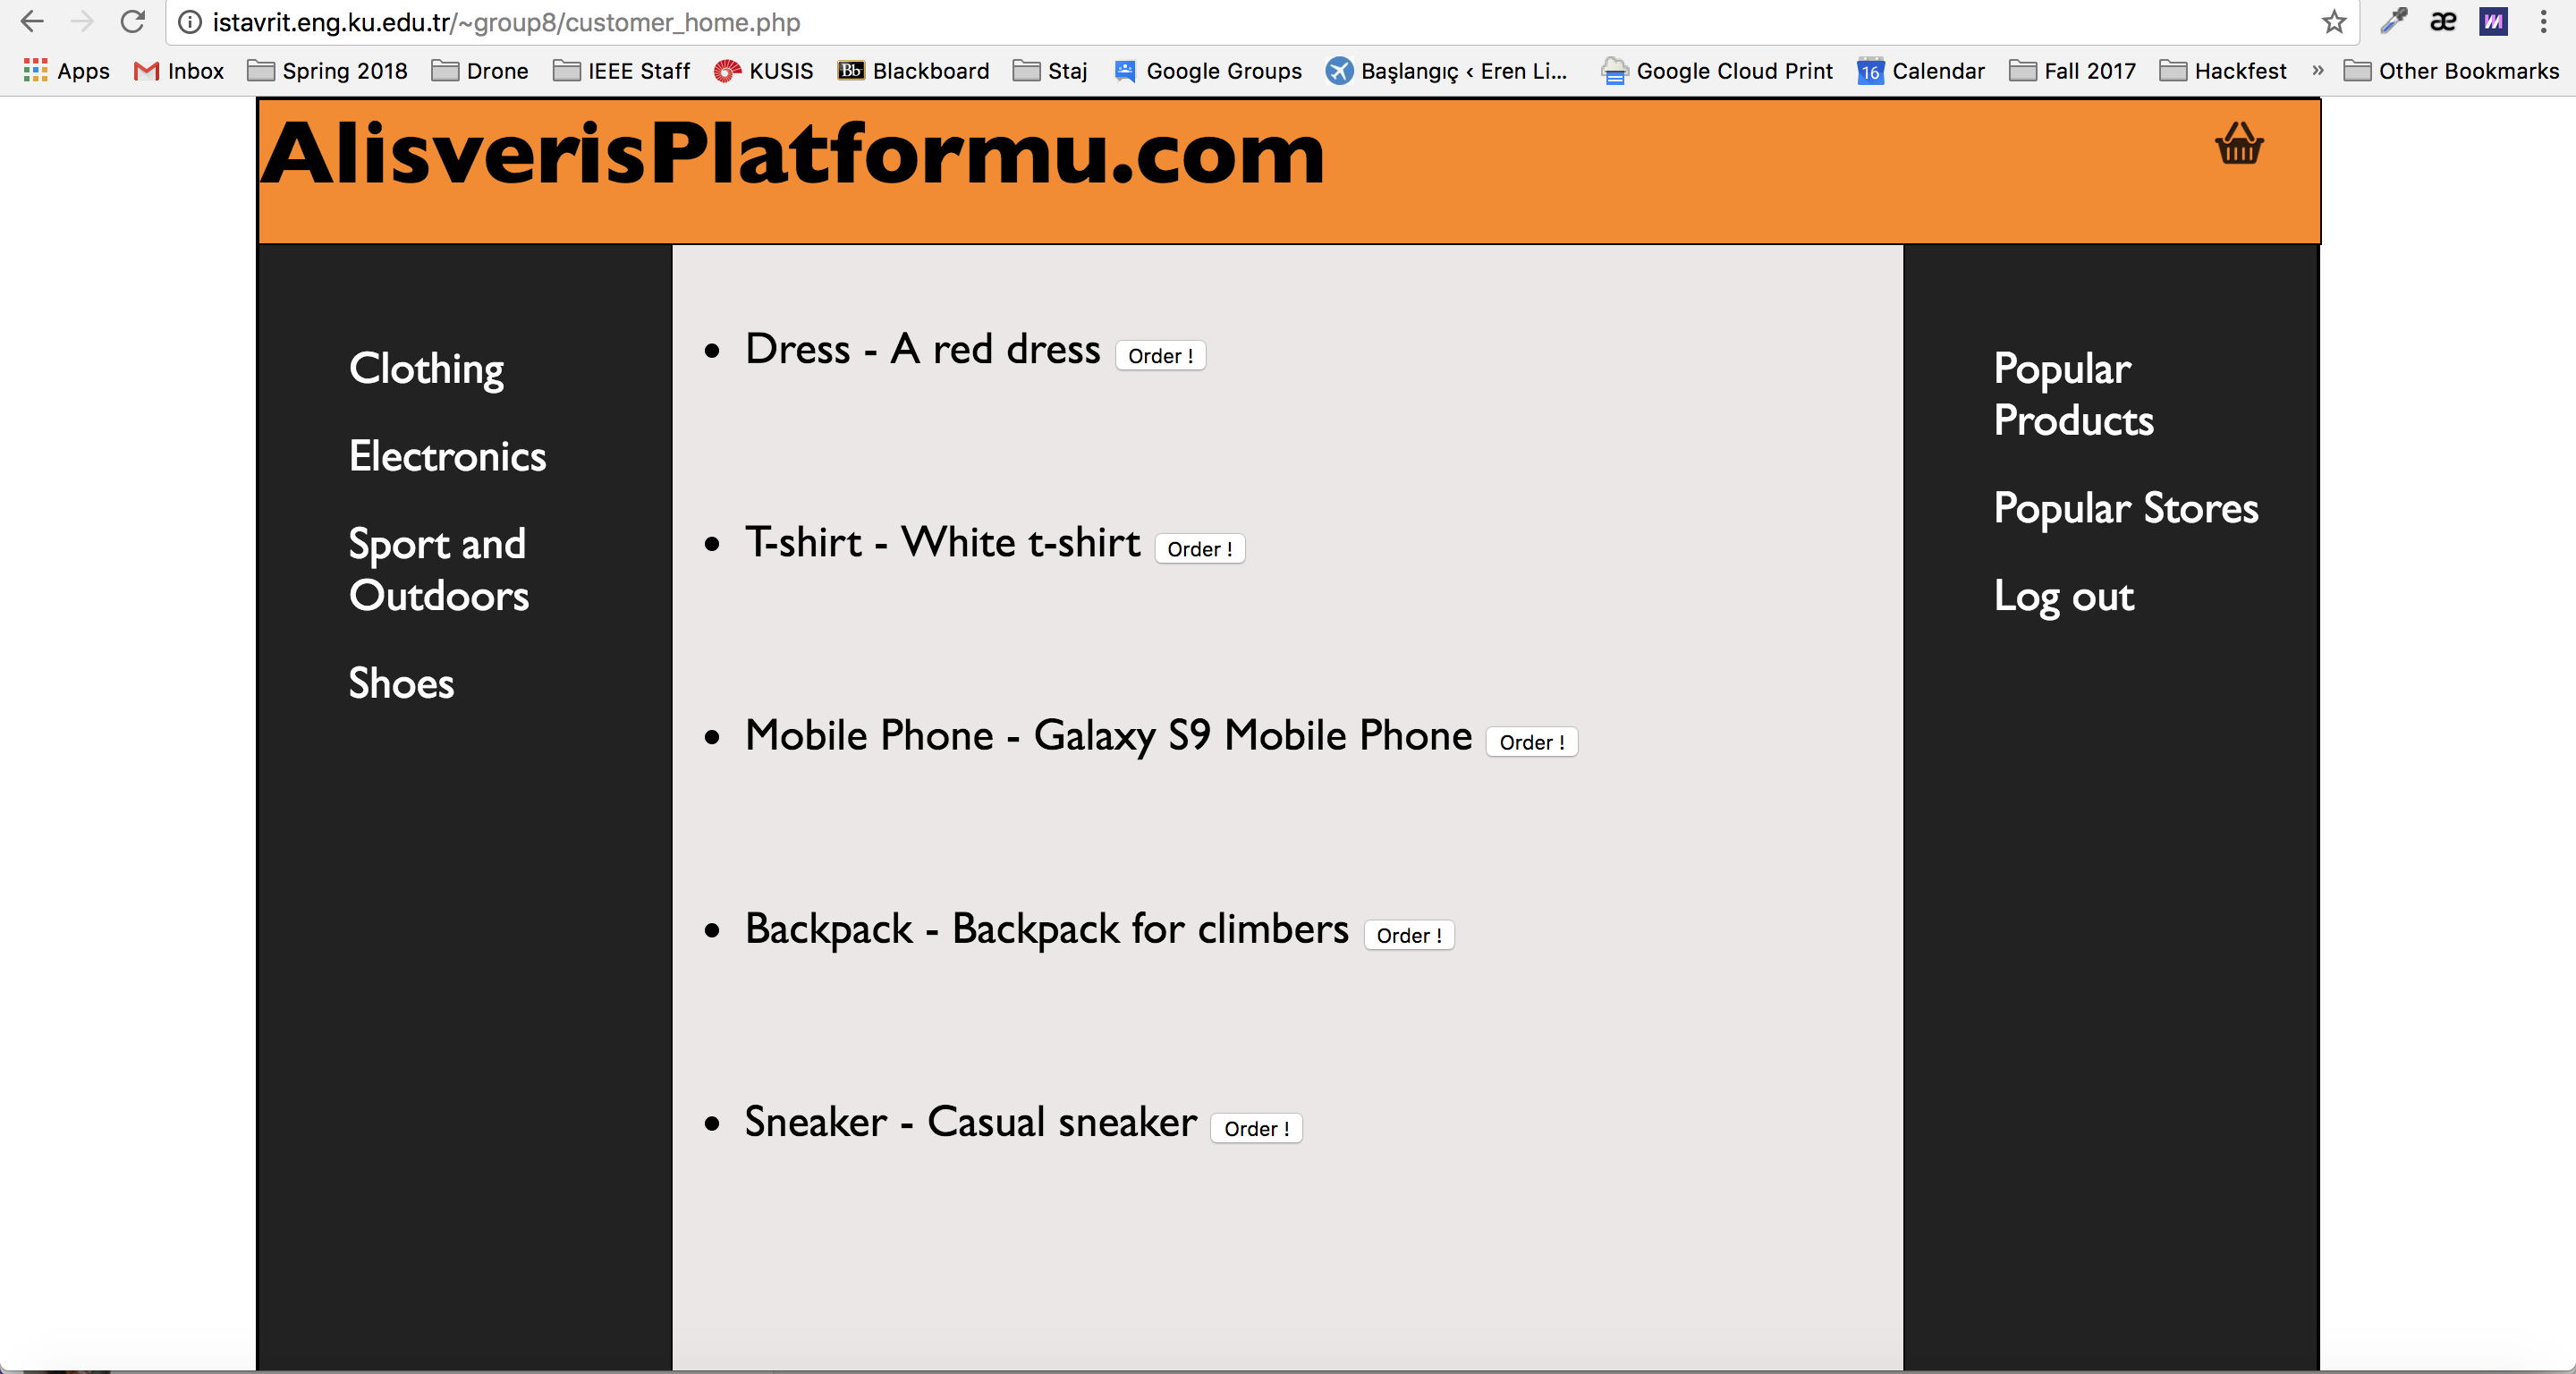 istavrit.eng.ku.edu.tr/~group8/customer_home.php
æ
Apps Inbox Spring 2018 Drone IEEE Staff KUSIS Bb Blackboard Staj Google Groups Başlangıç ‹ Eren Li... Google Cloud Print 16 Calendar Fall 2017 Hackfest » Other Bookmarks
AlisverisPlatformu.com
Clothing
Electronics
Sport and
Outdoors
Shoes
• Dress - A red dress Order !
• T-shirt - White t-shirt Order !
• Mobile Phone - Galaxy S9 Mobile Phone Order !
• Backpack - Backpack for climbers Order !
• Sneaker - Casual sneaker Order !
Popular
Products
Popular Stores
Log out